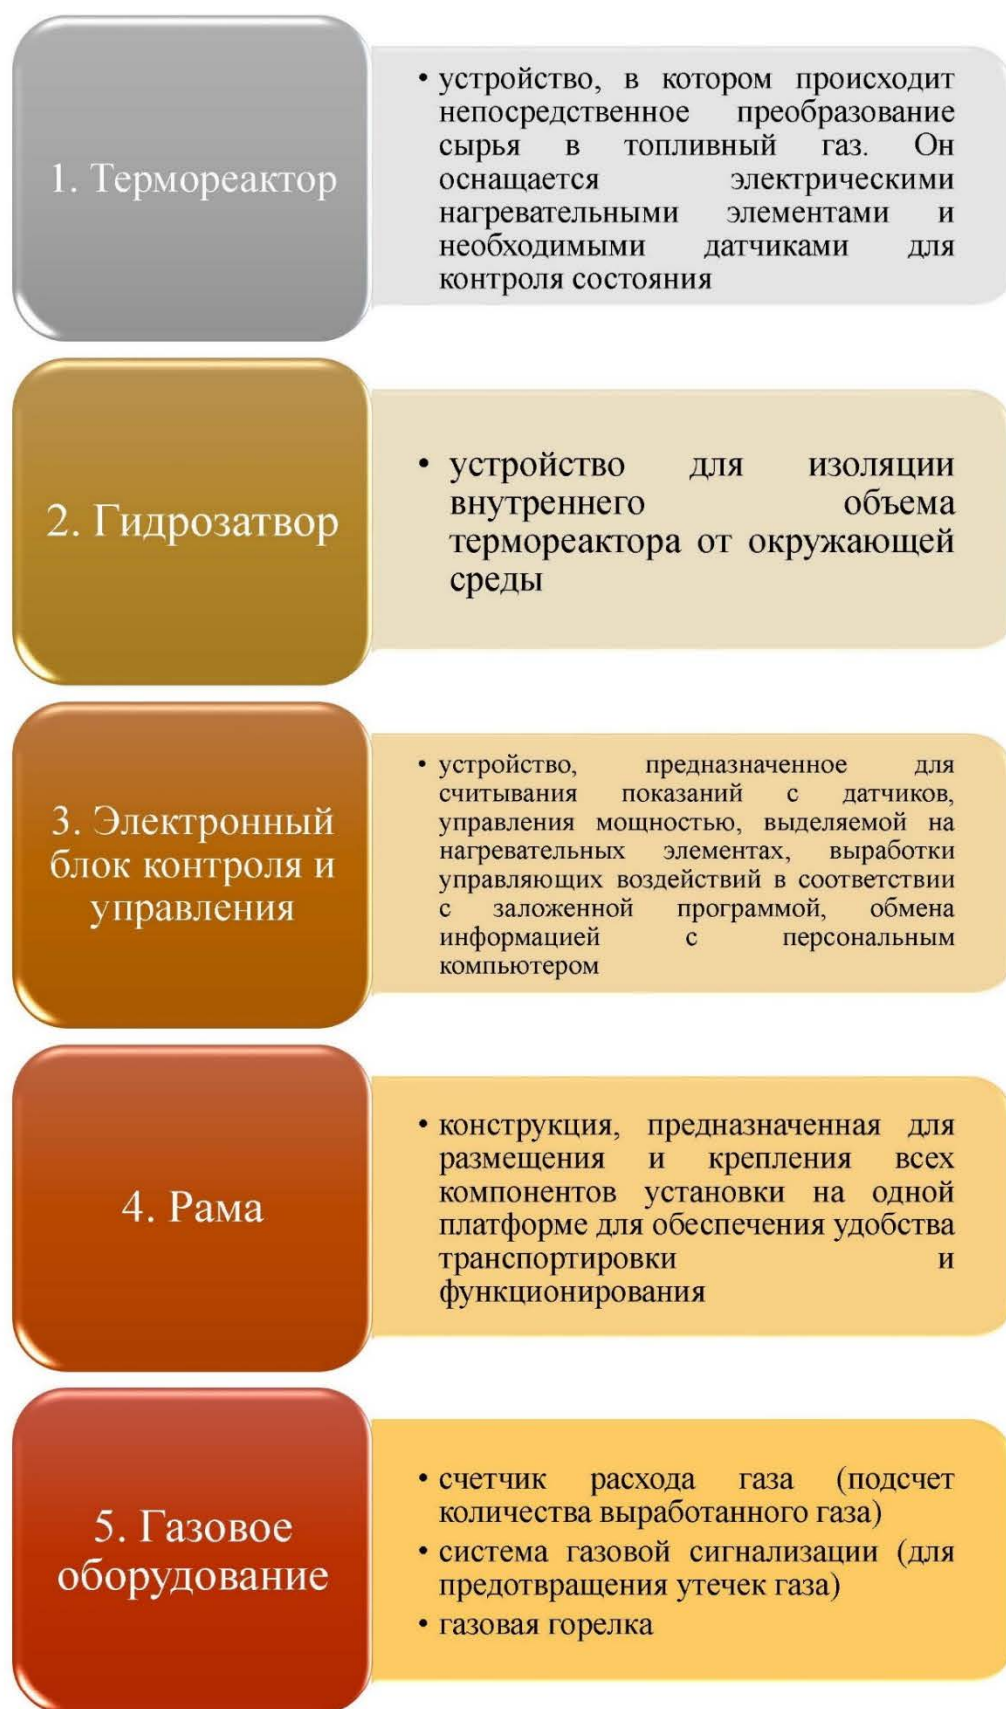 1. Термореактор
• устройство, в котором происходит
непосредственное преобразование
сырья в топливный газ. Он
оснащается электрическими
нагревательными элементами и
необходимыми датчиками для
контроля состояния
2. Гидрозатвор
• устройство для изоляции
внутреннего объема
термореактора от окружающей
среды
3. Электронный
блок контроля и
управления
• устройство, предназначенное для
считывания показаний с датчиков,
управления мощностью, выделяемой на
нагревательных элементах, выработки
управляющих воздействий в соответствии
с заложенной программой, обмена
информацией с персональным
компьютером
4. Рама
• конструкция, предназначенная для
размещения и крепления всех
компонентов установки на одной
платформе для обеспечения удобства
транспортировки и
функционирования
5. Газовое
оборудование
• счетчик расхода газа (подсчет
количества выработанного газа)
• система газовой сигнализации (для
предотвращения утечек газа)
• газовая горелка